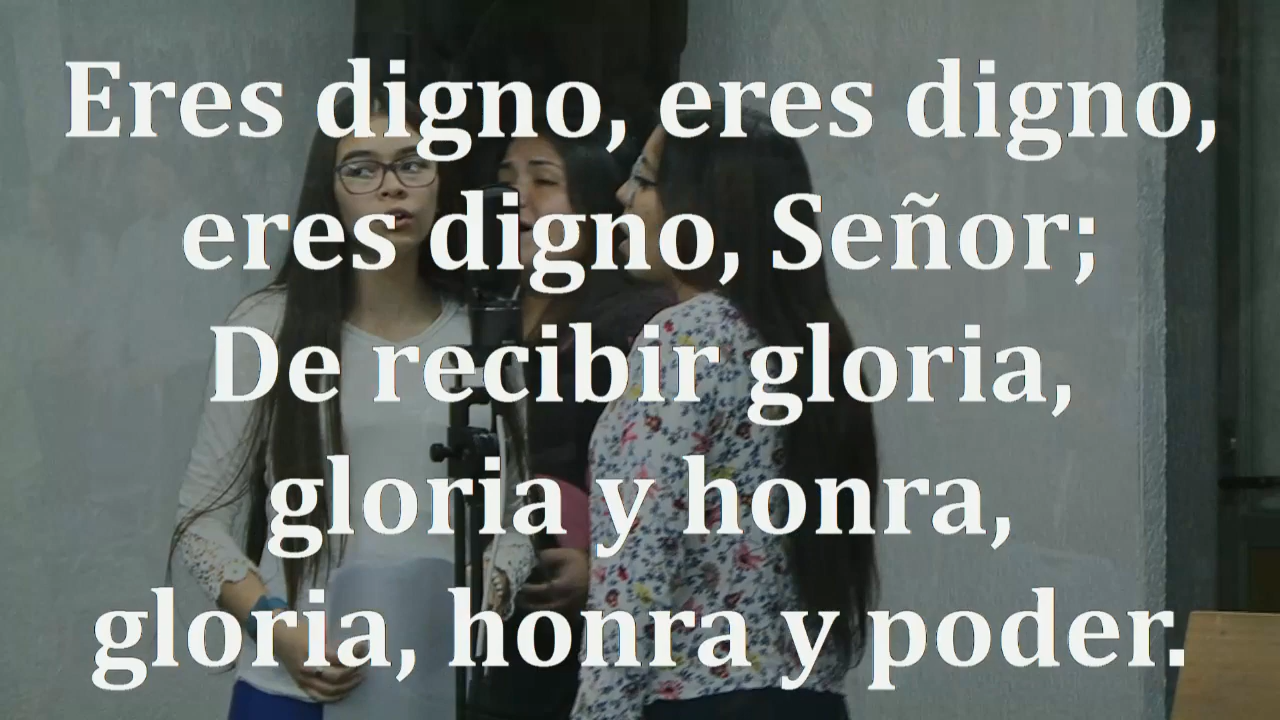 Eres digno, eres digno,
eres digno, Señor;
De recibir gloria,
gloria y honra,
gloria, honra y poder.